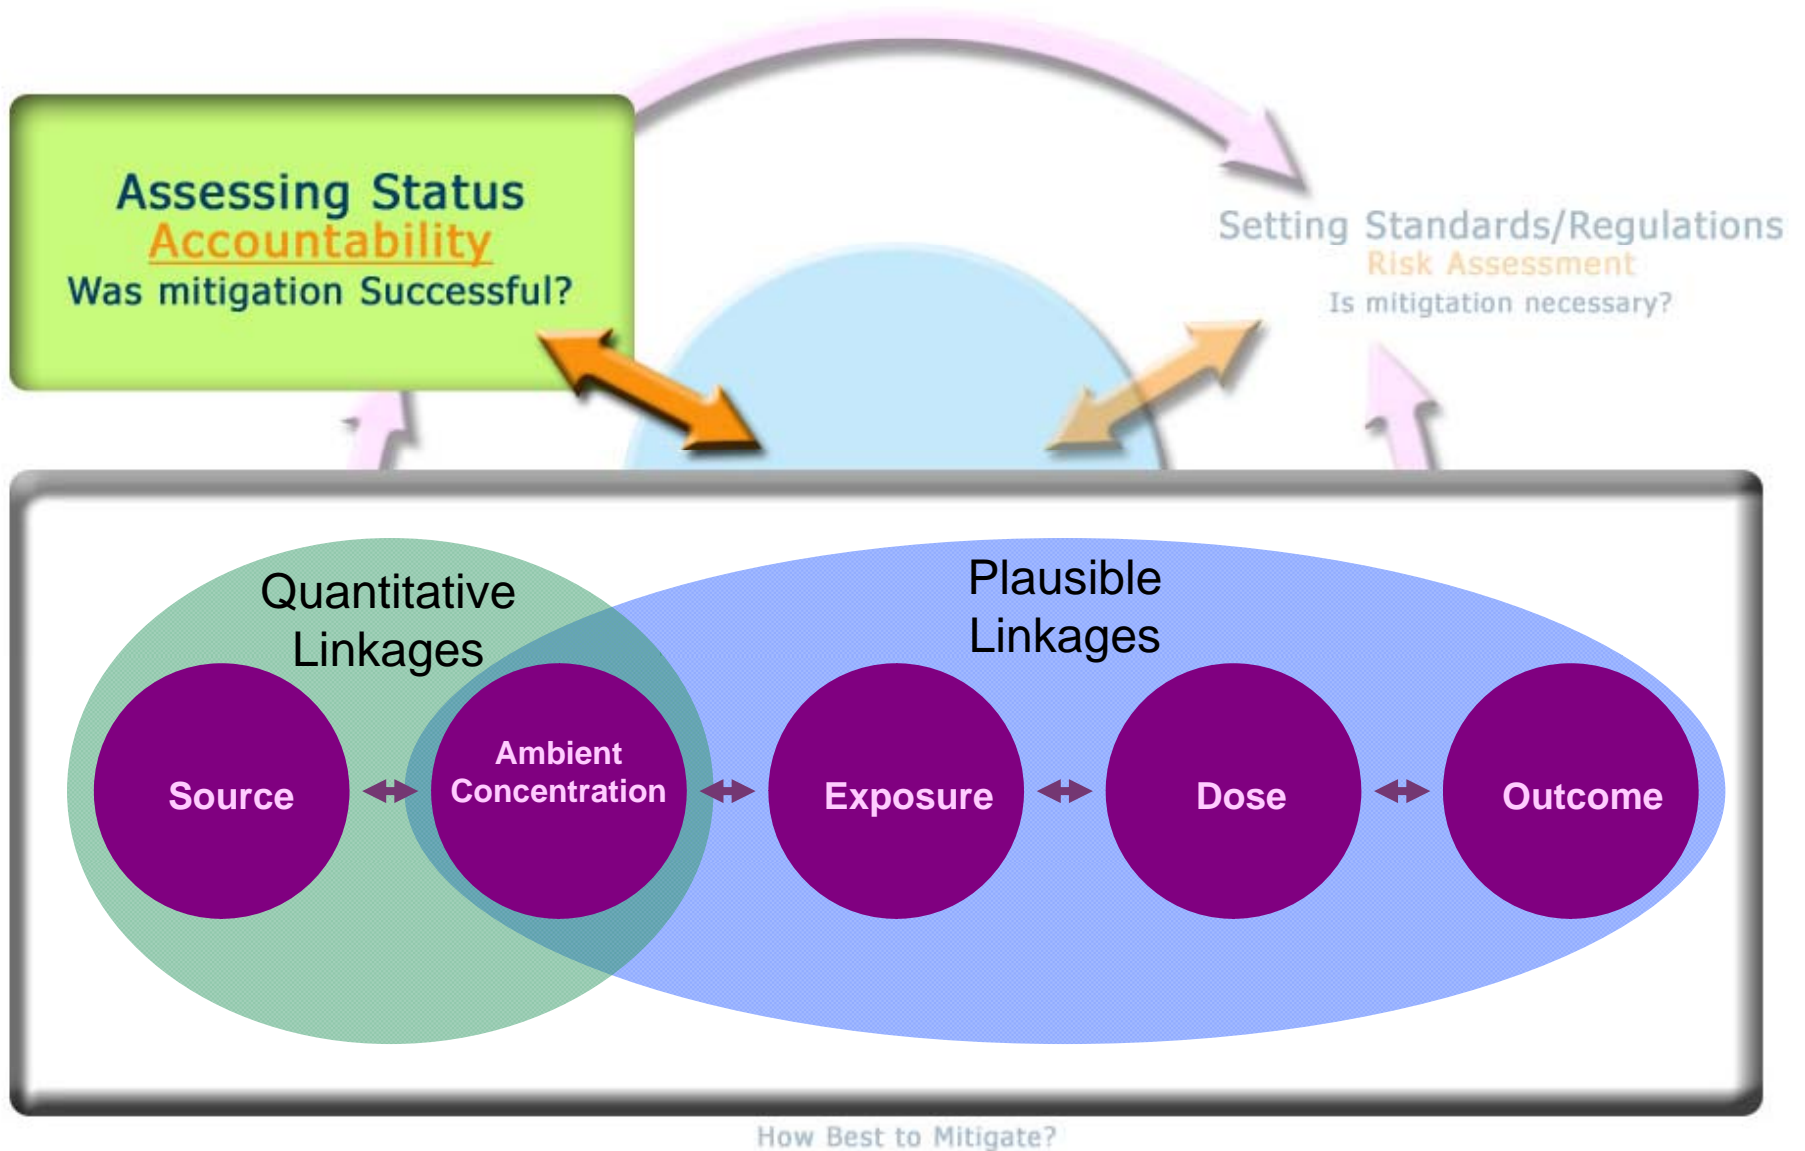 Assessing Status
Accountability
Was mitigation Successful?
Setting Standards/Regulations
Risk Assessment
Is mitigtation necessary?
Quantitative
Linkages
Plausible
Linkages
Source
Ambient
Concentration
Exposure
Dose
Outcome
How Best to Mitigate?